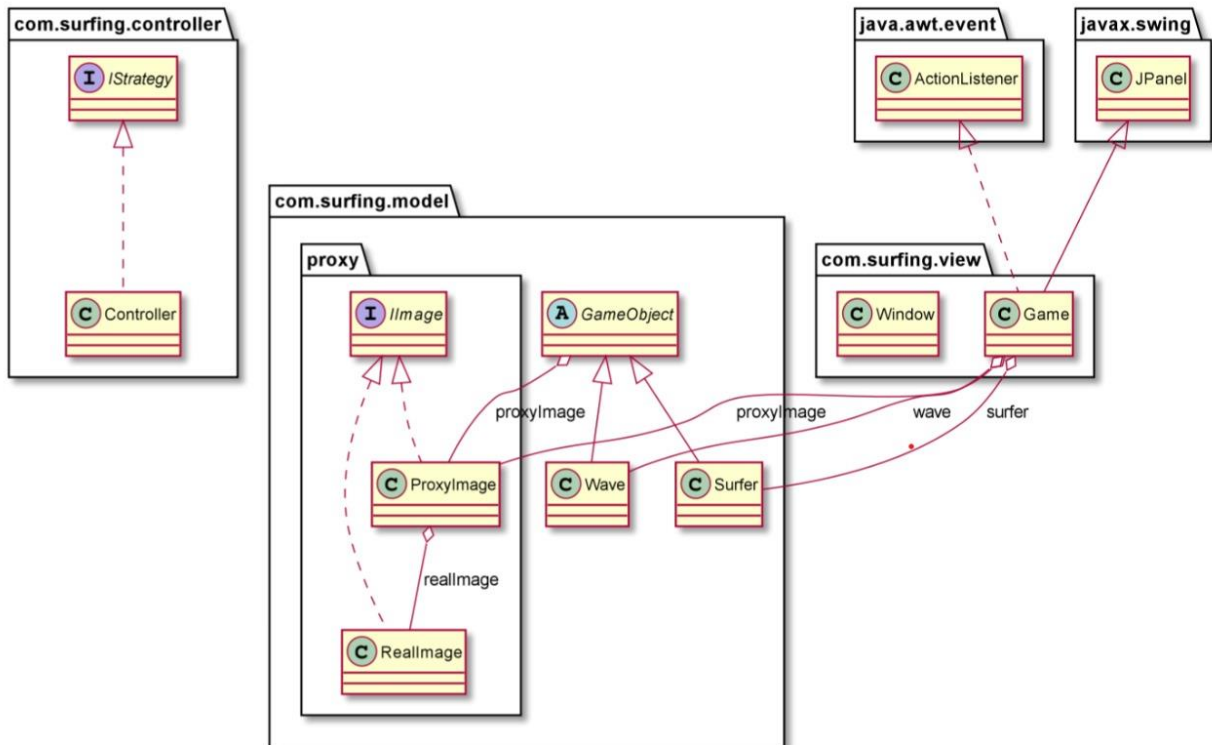 com.surfing.controller
I IStrategy
C Controller
java.awt.event
C ActionListener
javax.swing
C JPanel
com.surfing.model
proxy
I IImage
A GameObject
com.surfing.view
C Window
C Game
proxyImage
proxyImage
wave
surfer
C ProxyImage
C Wave
C Surfer
realImage
C RealImage